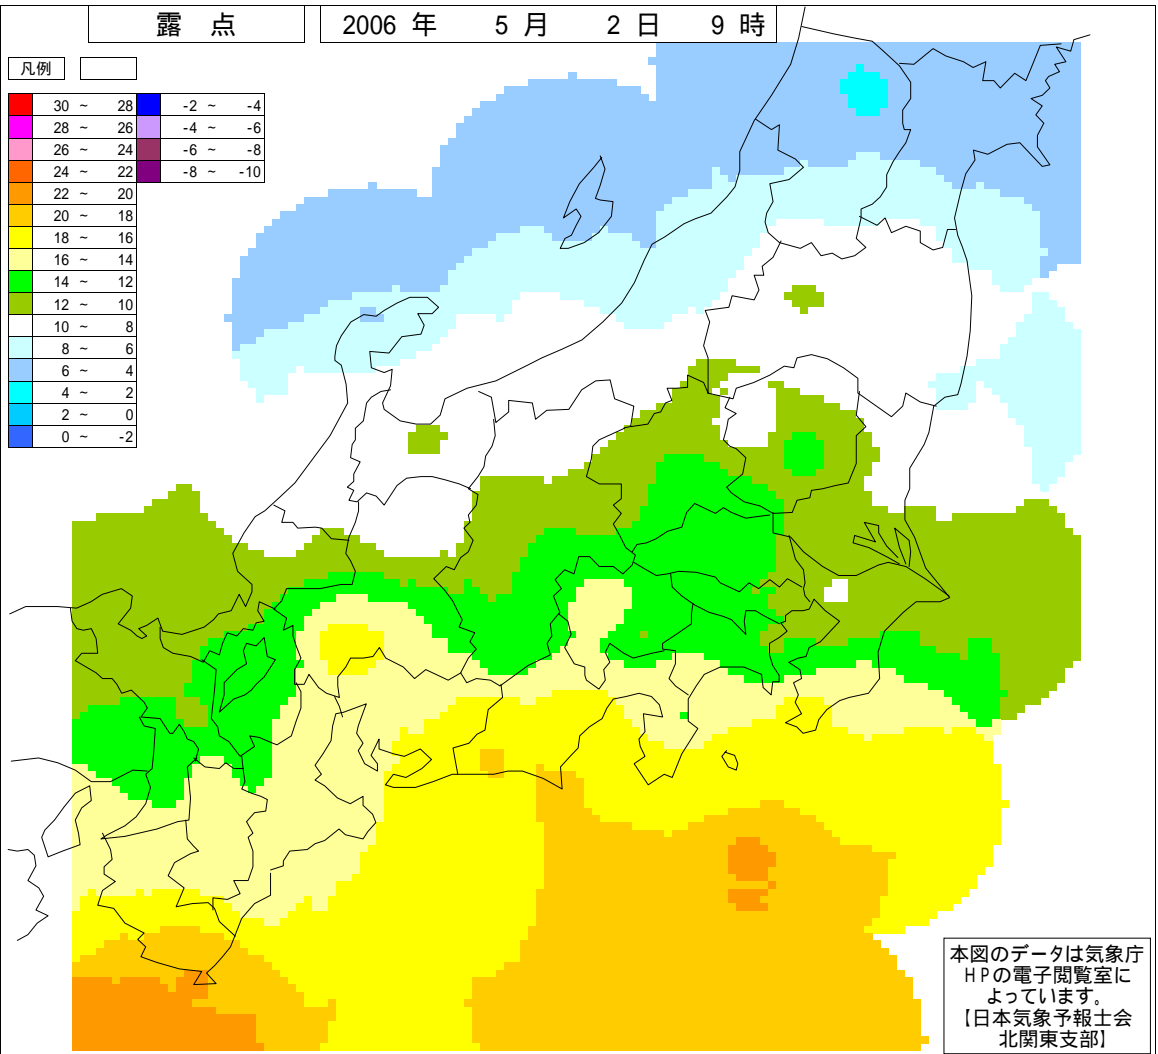 露 点
2006 年 5 月 2 日 9 時
凡例
30 ~ 28 -2 ~ -4
28 ~ 26 -4 ~ -6
26 ~ 24 -6 ~ -8
24 ~ 22 -8 ~ -10
22 ~ 20
20 ~ 18
18 ~ 16
16 ~ 14
14 ~ 12
12 ~ 10
10 ~ 8
8 ~ 6
6 ~ 4
4 ~ 2
2 ~ 0
0 ~ -2
本図のデータは気象庁
HPの電子閲覧室に
よっています。
【日本気象予報士会
北関東支部】